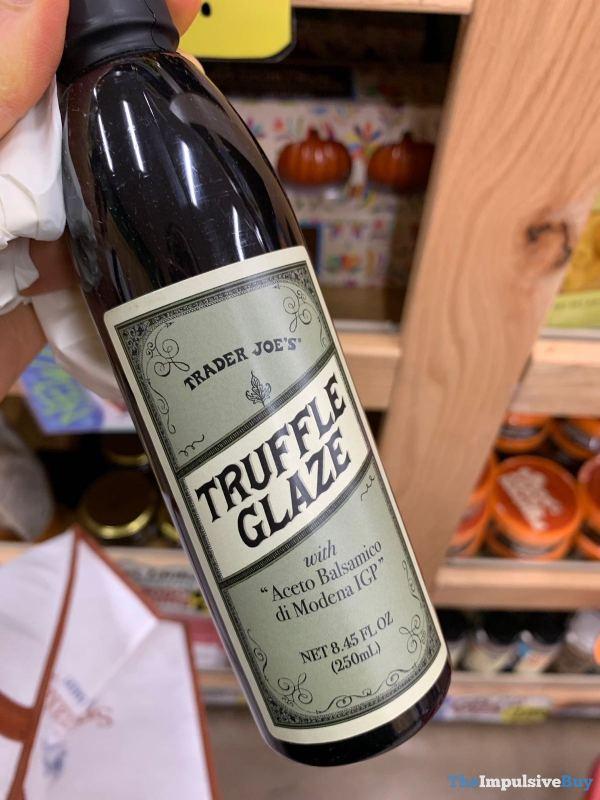 TRADER JOE'S®
TRUFFLE
GLAZE
with
"Aceto Balsamico
di Modena IGP"
NET 8.45 FL OZ
(250mL)
TheImpulsiveBuy